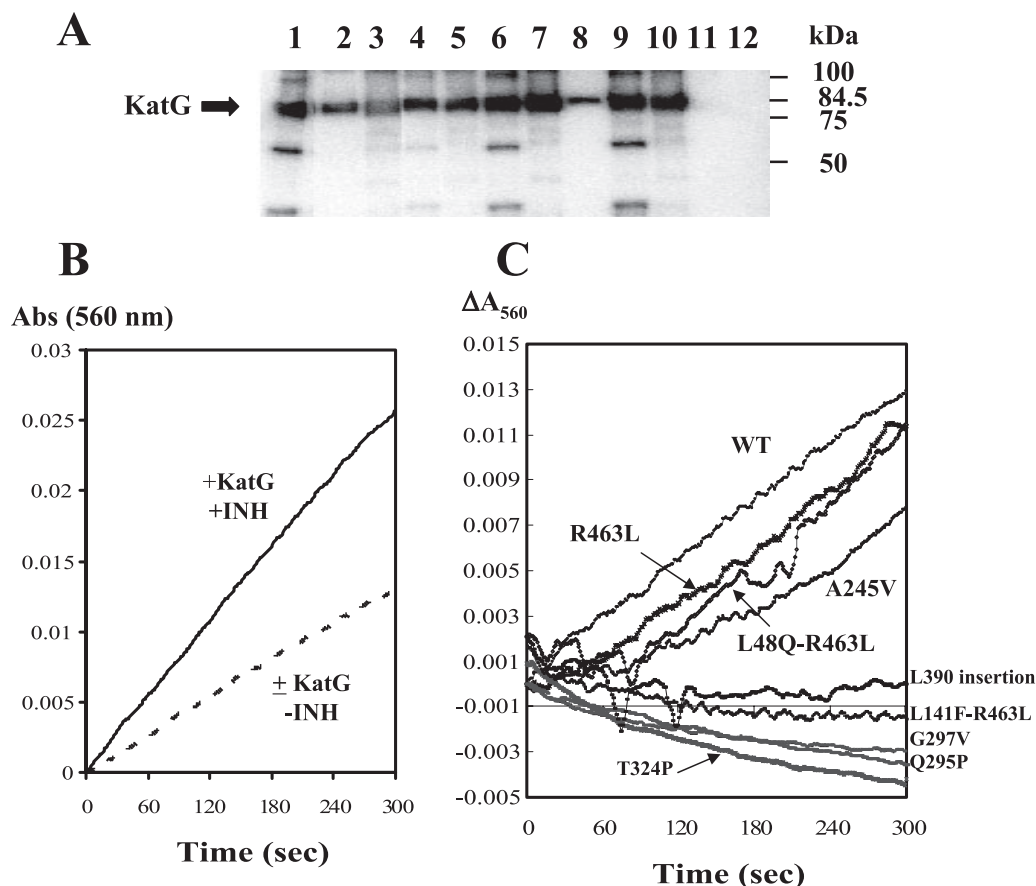 A
1 2 3 4 5 6 7 8 9 10 11 12 kDa
KatG
100
84.5
75
50
B
Abs (560 nm)
0.03
0.025
0.02
0.015
0.01
0.005
0
+KatG
+INH
± KatG
-INH
0 60 120 180 240 300
Time (sec)
C
ΔA560
0.015
0.013
0.011
0.009
0.007
0.005
0.003
0.001
-0.001
-0.003
-0.005
WT
R463L
A245V
L48Q-R463L
L390 insertion
L141F-R463L
G297V
Q295P
T324P
0 60 120 180 240 300
Time (sec)